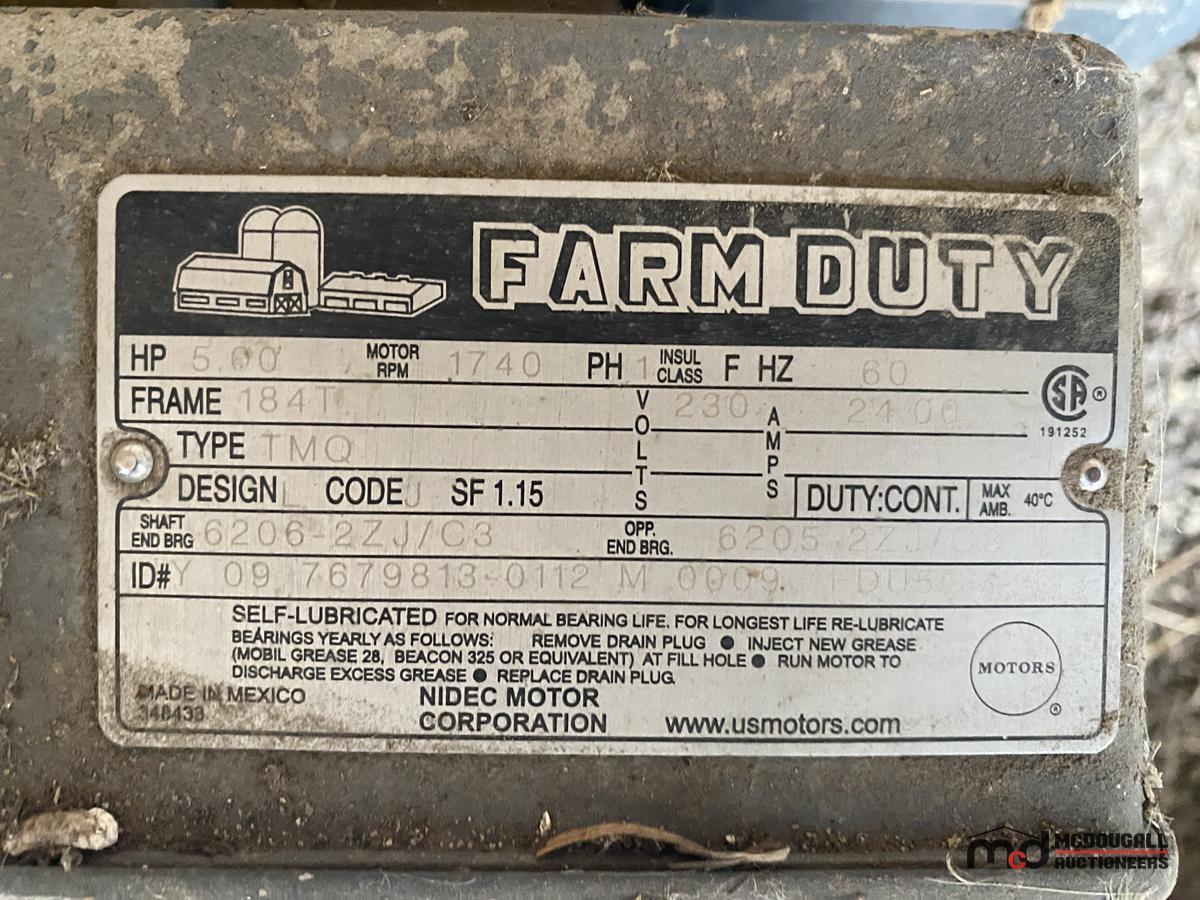 FARM DUTY
HP 5.00 MOTOR RPM 1740 PH 1 INSUL CLASS F HZ 60
FRAME 184T VOLTS 230 AMPS 24.00
SA ®
191252
TYPE TMQ
DESIGN L CODE J SF 1.15 DUTY:CONT. MAX AMB. 40°C
SHAFT END BRG 6206-2ZJ/C3 OPP. END BRG. 6205-2ZJ/C3
ID# Y 09 7679813-0112 M 0009
SELF-LUBRICATED FOR NORMAL BEARING LIFE. FOR LONGEST LIFE RE-LUBRICATE
BEARINGS YEARLY AS FOLLOWS: REMOVE DRAIN PLUG ● INJECT NEW GREASE
(MOBIL GREASE 28, BEACON 325 OR EQUIVALENT) AT FILL HOLE ● RUN MOTOR TO
DISCHARGE EXCESS GREASE ● REPLACE DRAIN PLUG.
MOTORS ®
MADE IN MEXICO
NIDEC MOTOR
CORPORATION www.usmotors.com
mcd MCDOUGALL
AUCTIONEERS